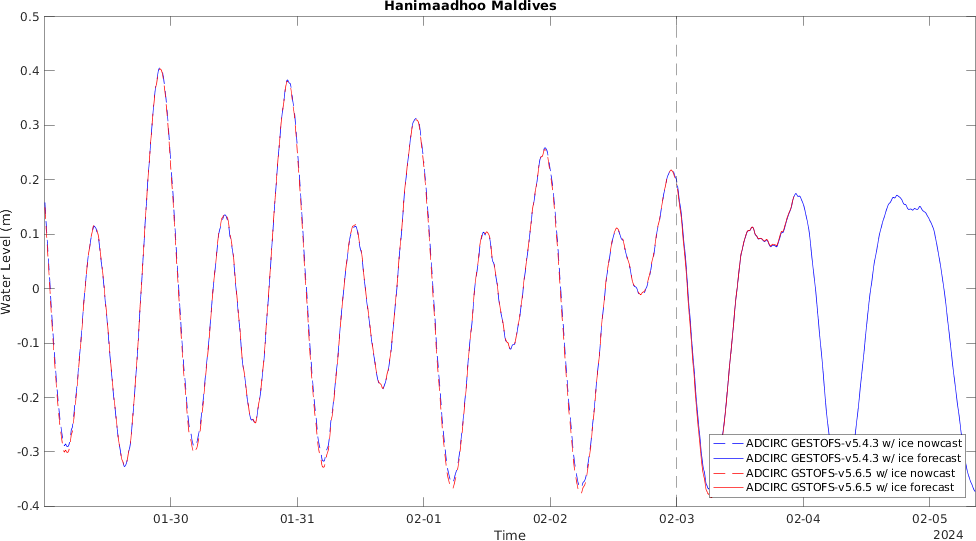 Hanimaadhoo Maldives
0.5
0.4
0.3
0.2
0.1
0
-0.1
-0.2
-0.3
-0.4
Water Level (m)
ADCIRC GESTOFS-v5.4.3 w/ ice nowcast
ADCIRC GESTOFS-v5.4.3 w/ ice forecast
ADCIRC GSTOFS-v5.6.5 w/ ice nowcast
ADCIRC GSTOFS-v5.6.5 w/ ice forecast
01-30 01-31 02-01 02-02 02-03 02-04 02-05
Time
2024